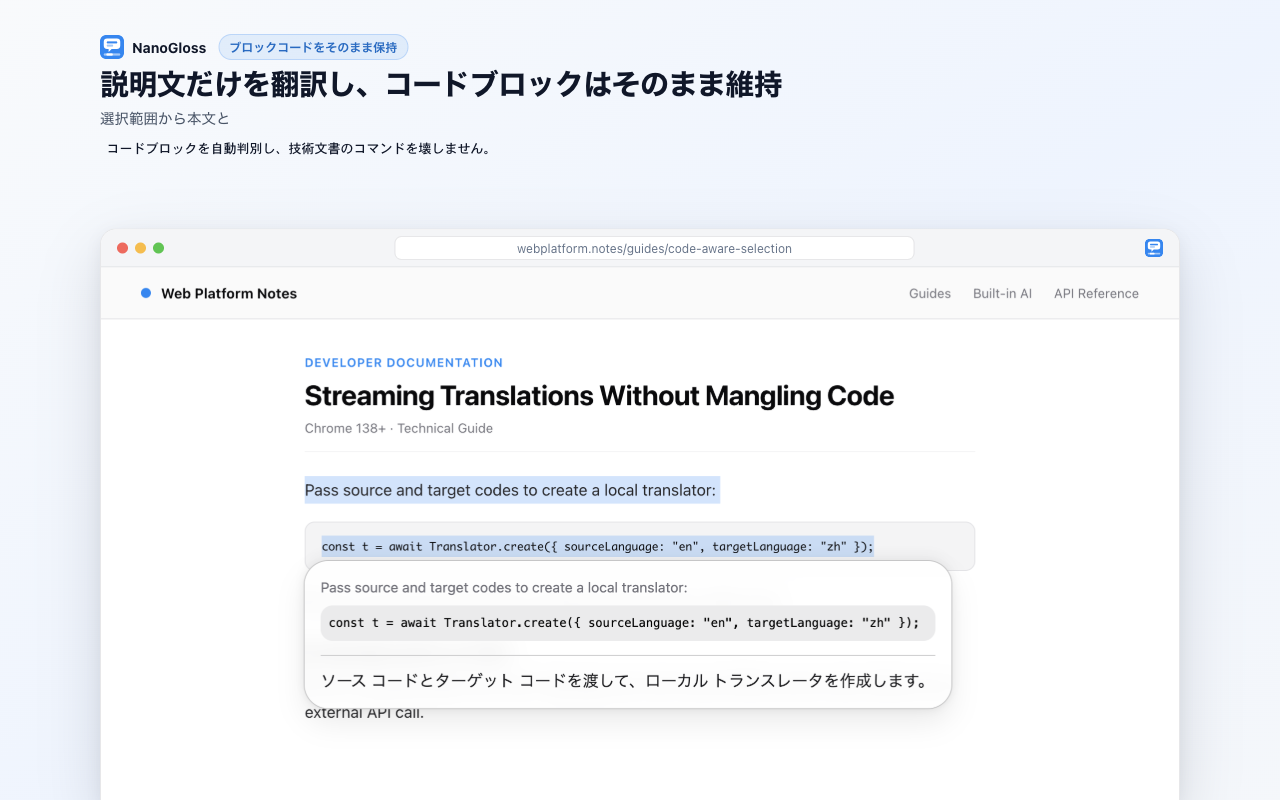 NanoGloss ブロックコードをそのまま保持
説明文だけを翻訳し、コードブロックはそのまま維持
選択範囲から本文と
コードブロックを自動判別し、技術文書のコマンドを壊しません。
webplatform.notes/guides/code-aware-selection
Web Platform Notes Guides Built-in AI API Reference
DEVELOPER DOCUMENTATION
Streaming Translations Without Mangling Code
Chrome 138+ · Technical Guide
Pass source and target codes to create a local translator:
const t = await Translator.create({ sourceLanguage: "en", targetLanguage: "zh" });
Pass source and target codes to create a local translator:
const t = await Translator.create({ sourceLanguage: "en", targetLanguage: "zh" });
ソース コードとターゲット コードを渡して、ローカル トランスレータを作成します。
external API call.